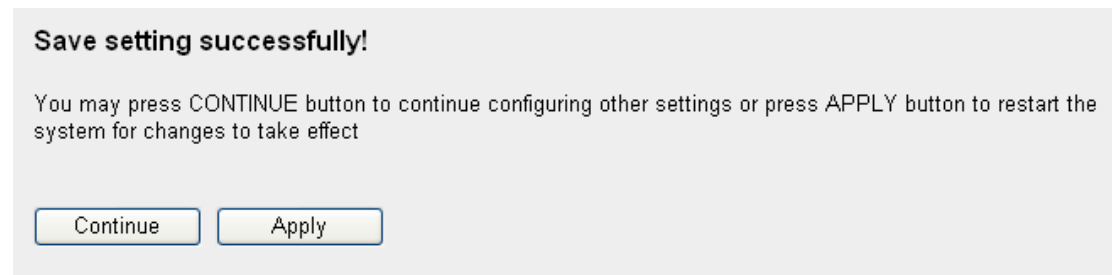 Save setting successfully!
You may press CONTINUE button to continue configuring other settings or press APPLY button to restart the
system for changes to take effect
Continue Apply